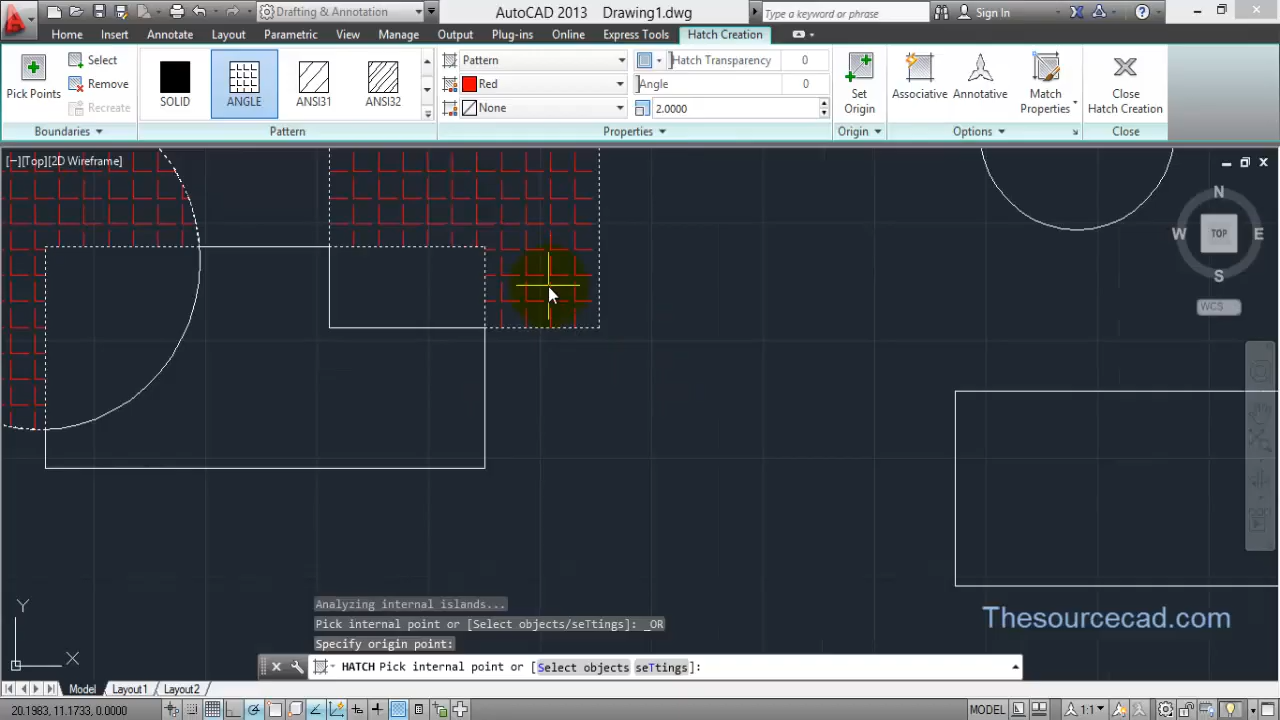 Drafting & Annotation
AutoCAD 2013 Drawing1.dwg
Type a keyword or phrase
Sign In
Home Insert Annotate Layout Parametric View Manage Output Plug-ins Online Express Tools Hatch Creation
Pick Points
Select
Remove
Recreate
Boundaries
SOLID
ANGLE
ANSI31
ANSI32
Pattern
Pattern
Red
None
Hatch Transparency 0
Angle 0
2.0000
Properties
Set
Origin
Origin
Associative
Annotative
Match
Properties
Options
Close
Hatch Creation
Close
[−][Top][2D Wireframe]
N
W TOP E
S
WCS
Y
X
Thesourcecad.com
Analyzing internal islands...
Pick internal point or [Select objects/seTtings]: _OR
Specify origin point:
HATCH Pick internal point or [Select objects seTtings]:
Model Layout1 Layout2
20.1983, 11.1733, 0.0000
MODEL
1:1